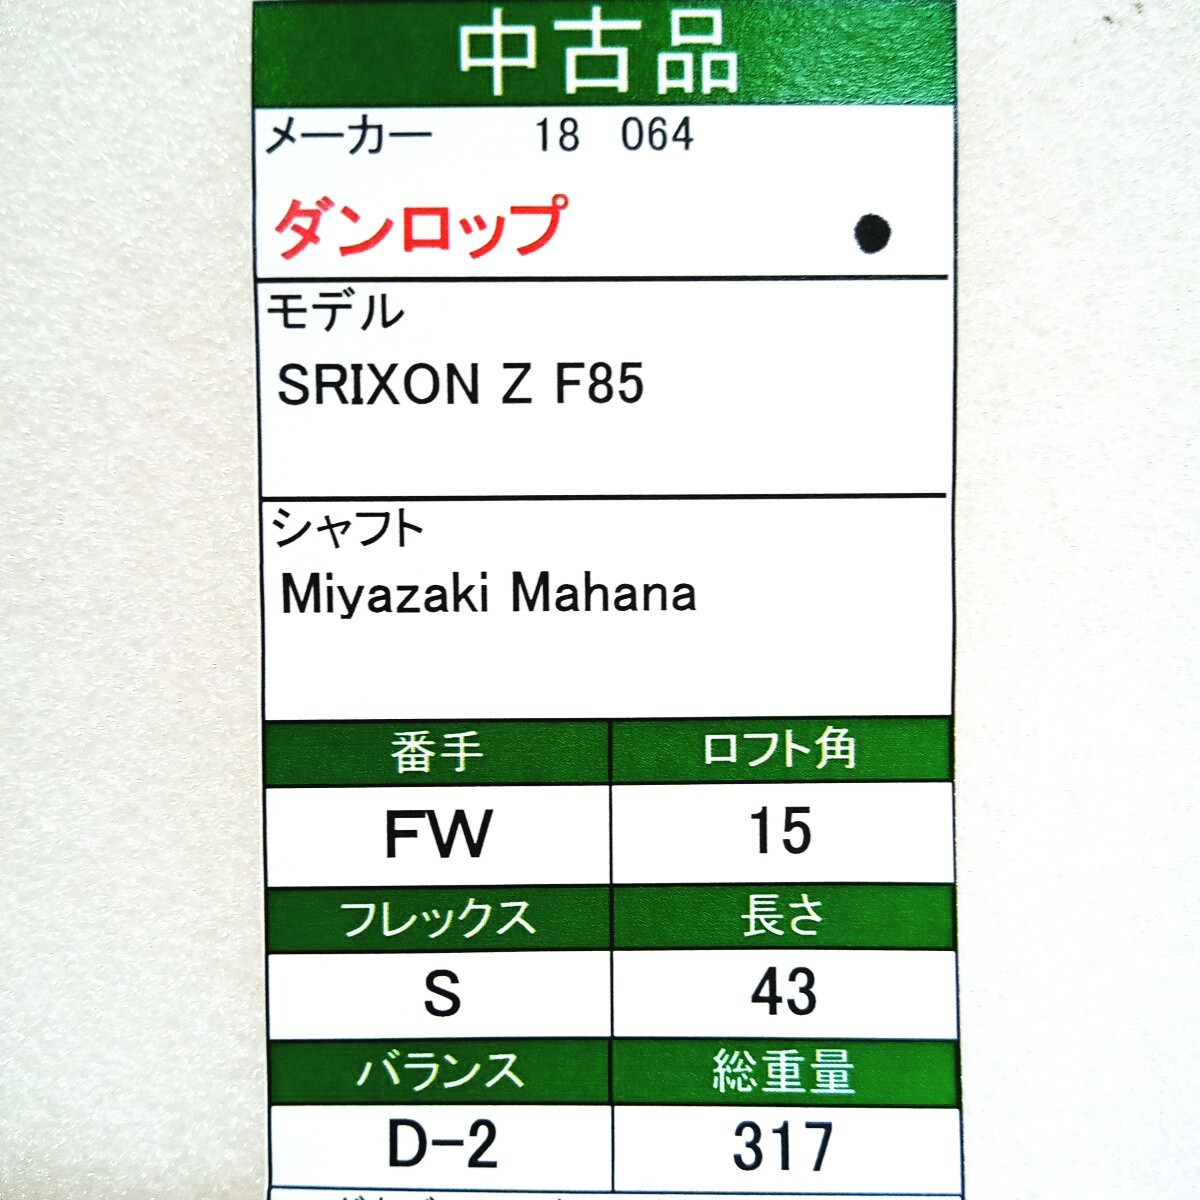 中古品
メーカー 18 064
ダンロップ ●
モデル
SRIXON Z F85
シャフト
Miyazaki Mahana
番手 ロフト角
FW 15
フレックス 長さ
S 43
バランス 総重量
D-2 317